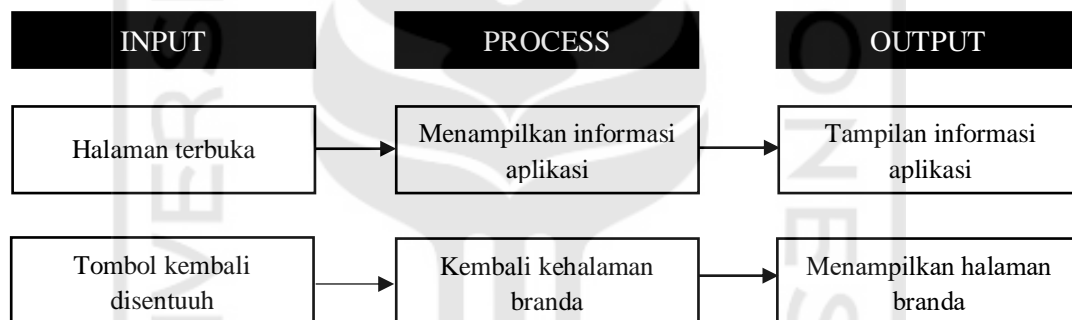 INPUT
PROCESS
OUTPUT
Halaman terbuka
Menampilkan informasi
aplikasi
Tampilan informasi
aplikasi
Tombol kembali
disentuuh
Kembali kehalaman
branda
Menampilkan halaman
branda